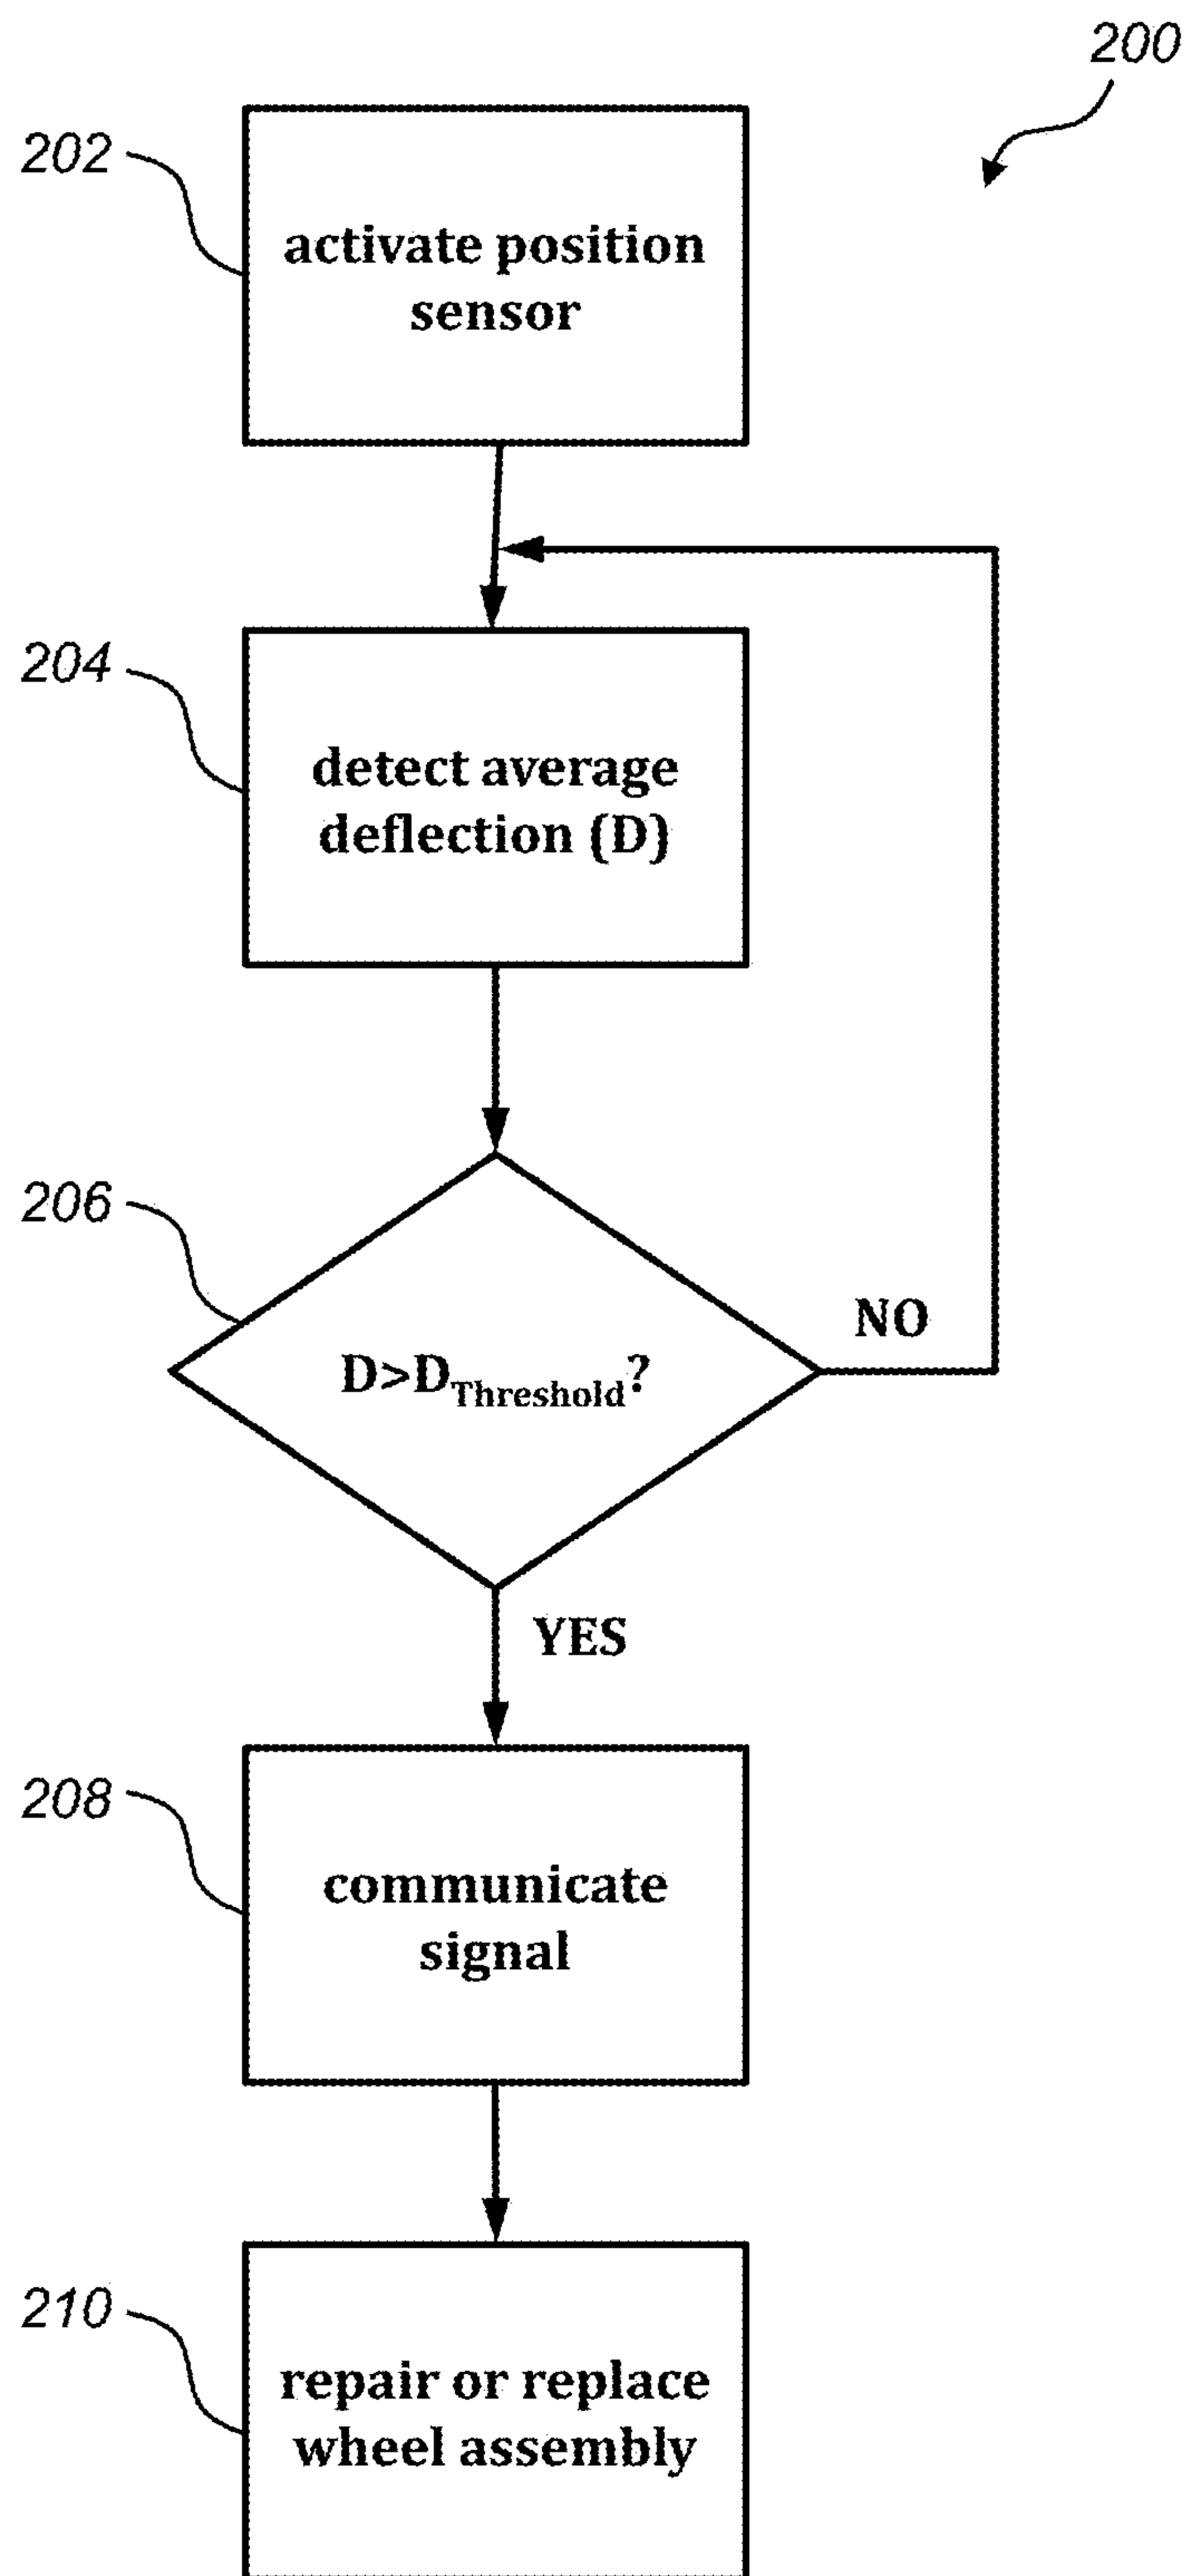 200
202
activate position
sensor
204
detect average
deflection (D)
206
D>DThreshold?
NO
YES
208
communicate
signal
210
repair or replace
wheel assembly